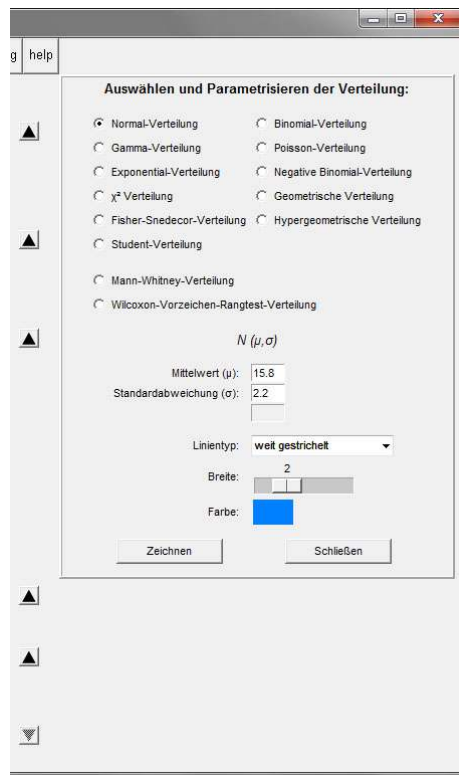 g help
Auswählen und Parametrisieren der Verteilung:
Normal-Verteilung Binomial-Verteilung
Gamma-Verteilung Poisson-Verteilung
Exponential-Verteilung Negative Binomial-Verteilung
χ² Verteilung Geometrische Verteilung
Fisher-Snedecor-Verteilung Hypergeometrische Verteilung
Student-Verteilung
Mann-Whitney-Verteilung
Wilcoxon-Vorzeichen-Rangtest-Verteilung
N (μ,σ)
Mittelwert (μ): 15.8
Standardabweichung (σ): 2.2
Linientyp: weit gestrichelt
2
Breite:
Farbe:
Zeichnen Schließen